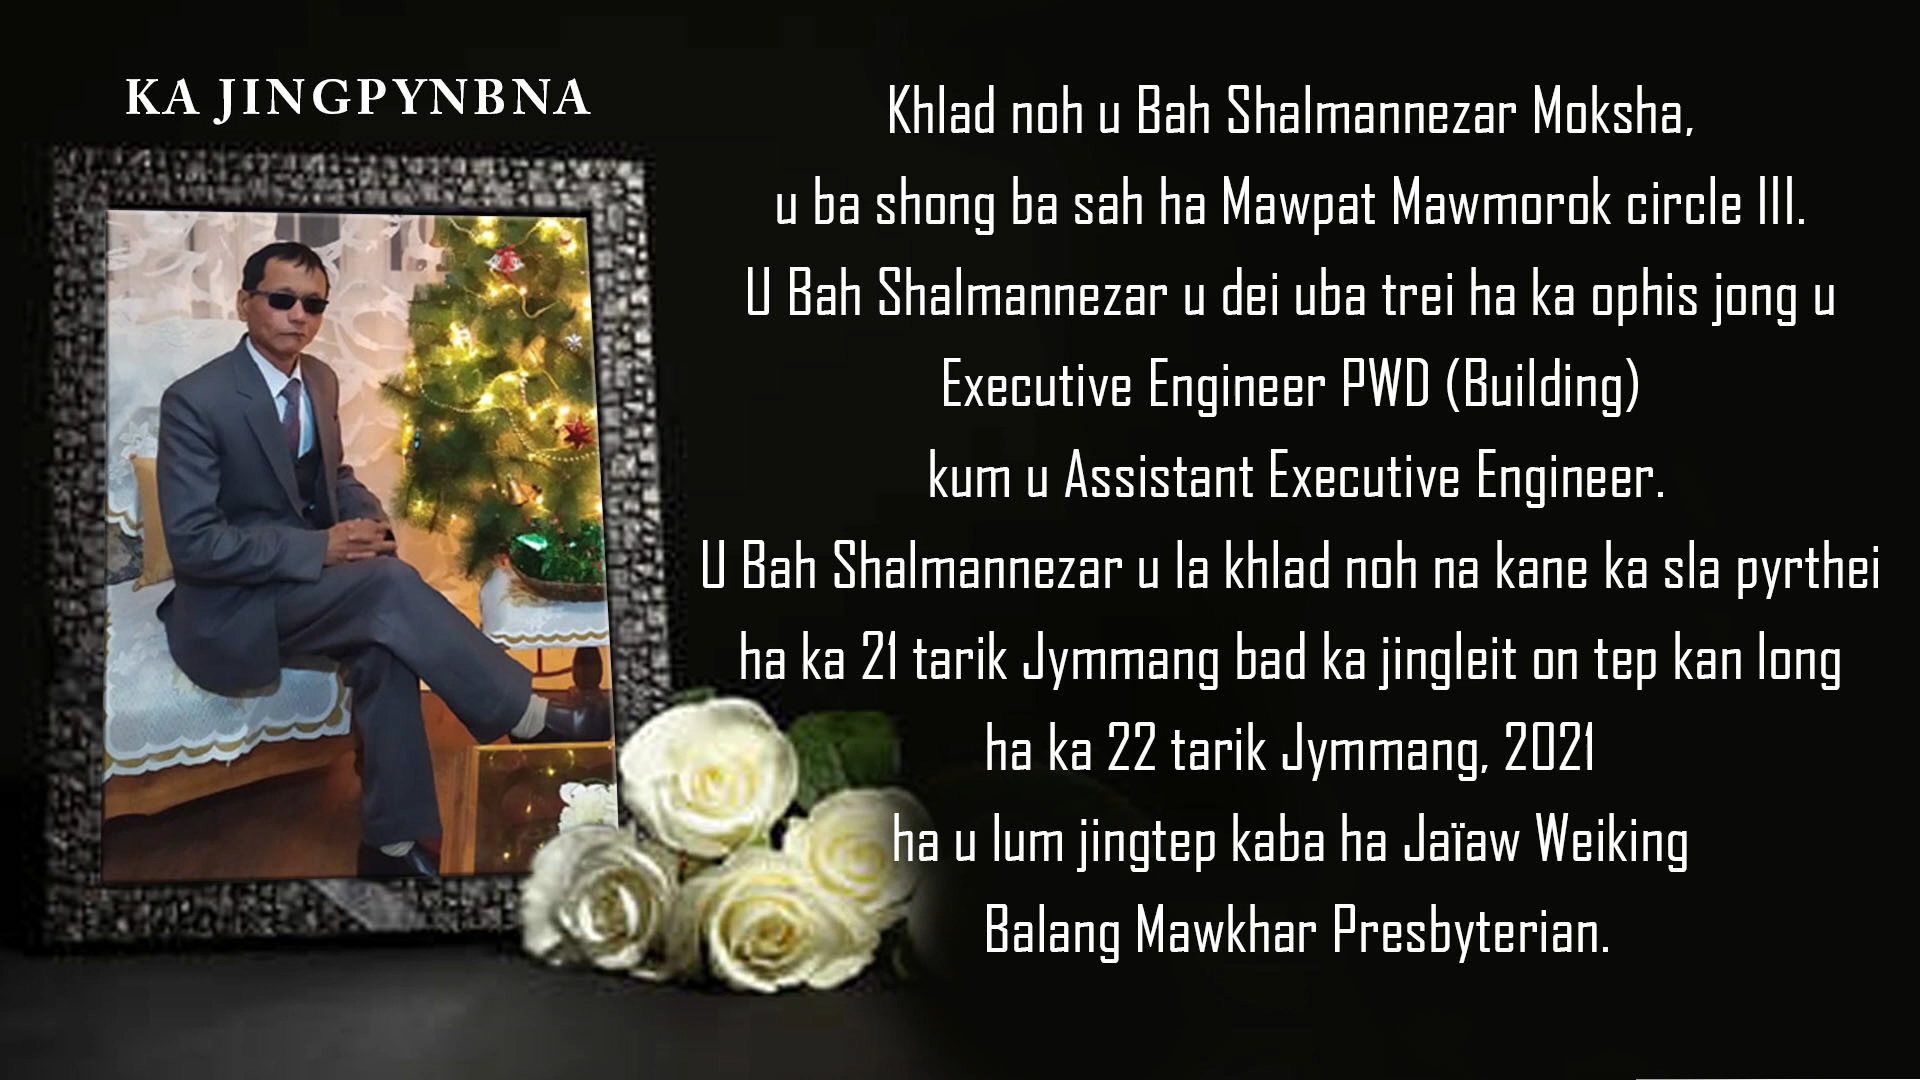 KA JINGPYNBNA
Khlad noh u Bah Shalmannezar Moksha,
u ba shong ba sah ha Mawpat Mawmorok circle III.
U Bah Shalmannezar u dei uba trei ha ka ophis jong u
Executive Engineer PWD (Building)
kum u Assistant Executive Engineer.
U Bah Shalmannezar u la khlad noh na kane ka sla pyrthei
ha ka 21 tarik Jymmang bad ka jingleit on tep kan long
ha ka 22 tarik Jymmang, 2021
ha u lum jingtep kaba ha Jaïaw Weiking
Balang Mawkhar Presbyterian.